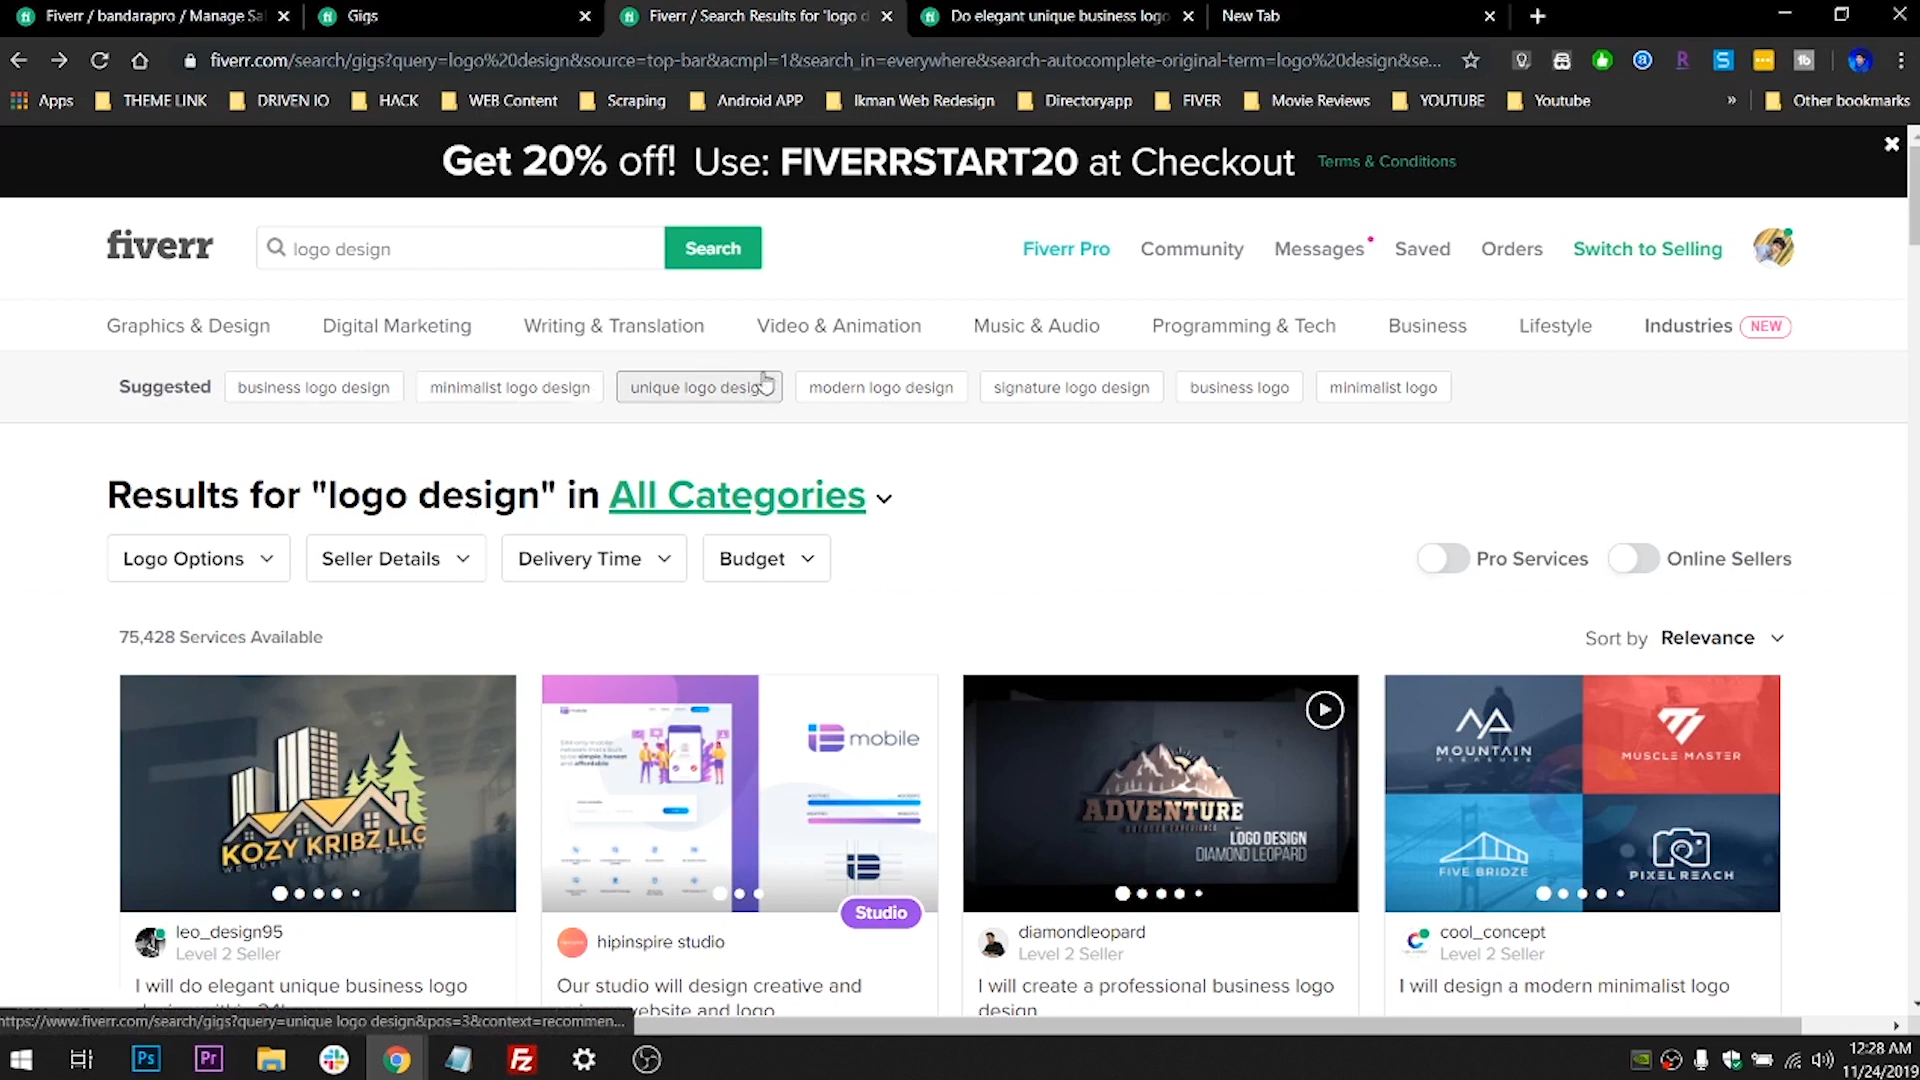 Fiverr / bandarapro / Manage Sa
Gigs
Fiverr / Search Results for 'logo d
Do elegant unique business logo
New Tab
fiverr.com/search/gigs?query=logo%20design&source=top-bar&acmpl=1&search_in=everywhere&search-autocomplete-original-term=logo%20design&se...
Apps
THEME LINK
DRIVEN IO
HACK
WEB Content
Scraping
Android APP
Ikman Web Redesign
Directoryapp
FIVER
Movie Reviews
YOUTUBE
Youtube
»
Other bookmarks
Get 20% off! Use: FIVERRSTART20 at Checkout Terms & Conditions
fiverr
logo design
Search
Fiverr Pro
Community
Messages
Saved
Orders
Switch to Selling
Graphics & Design
Digital Marketing
Writing & Translation
Video & Animation
Music & Audio
Programming & Tech
Business
Lifestyle
Industries NEW
Suggested
business logo design
minimalist logo design
unique logo design
modern logo design
signature logo design
business logo
minimalist logo
Results for "logo design" in All Categories
Logo Options
Seller Details
Delivery Time
Budget
Pro Services
Online Sellers
75,428 Services Available
Sort by Relevance
KOZY KRIBZ LLC
mobile
Studio
ADVENTURE
LOGO DESIGN
DIAMOND LEOPARD
MOUNTAIN
PLEASURE
MUSCLE MASTER
FIVE BRIDZE
PIXEL REACH
leo_design95
Level 2 Seller
I will do elegant unique business logo
hipinspire studio
Our studio will design creative and
website and logo
diamondleopard
Level 2 Seller
I will create a professional business logo
design
cool_concept
Level 2 Seller
I will design a modern minimalist logo
https://www.fiverr.com/search/gigs?query=unique logo design&pos=3&context=recommen...
Ps
Pr
Fz
12:28 AM
11/24/2019